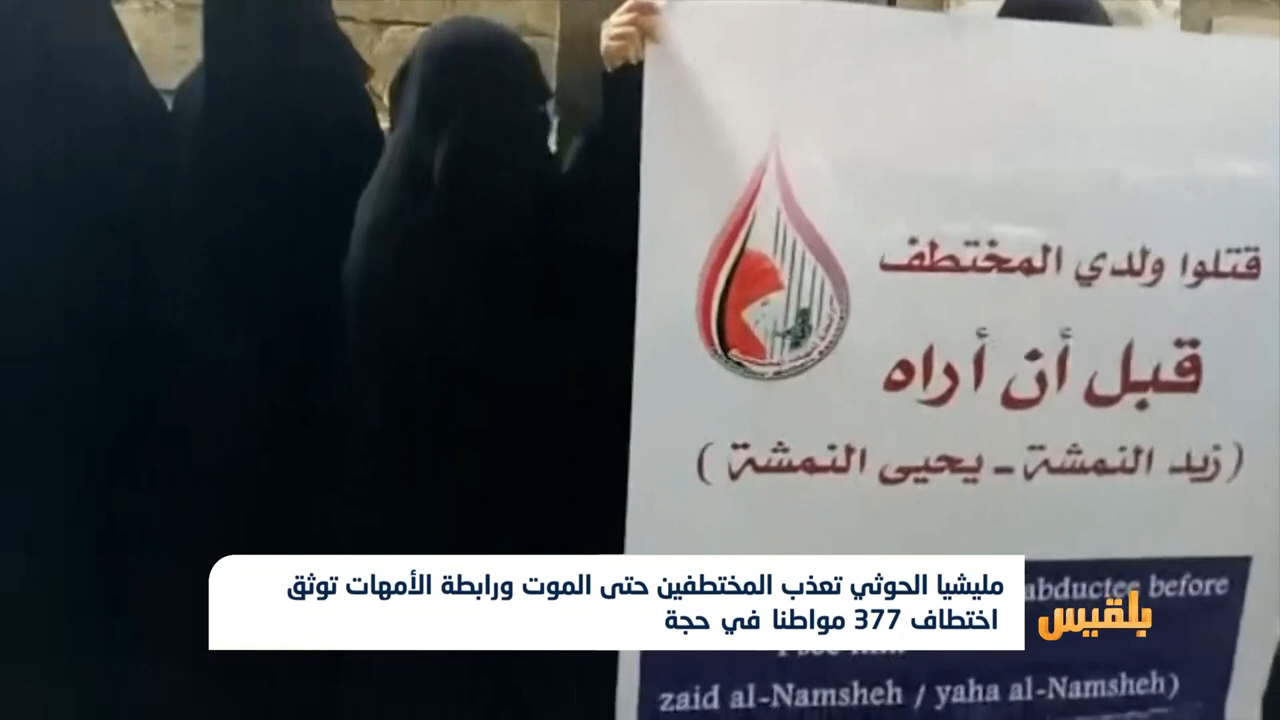 قتلوا ولدي المختطف
قبل أن أراه
(زيد النمشة - يحيى النمشة)
abductee before
zaid al-Namsheh / yaha al-Namsheh)
مليشيا الحوثي تعذب المختطفين حتى الموت ورابطة الأمهات توثق
اختطاف 377 مواطنا في حجة
بلقيس